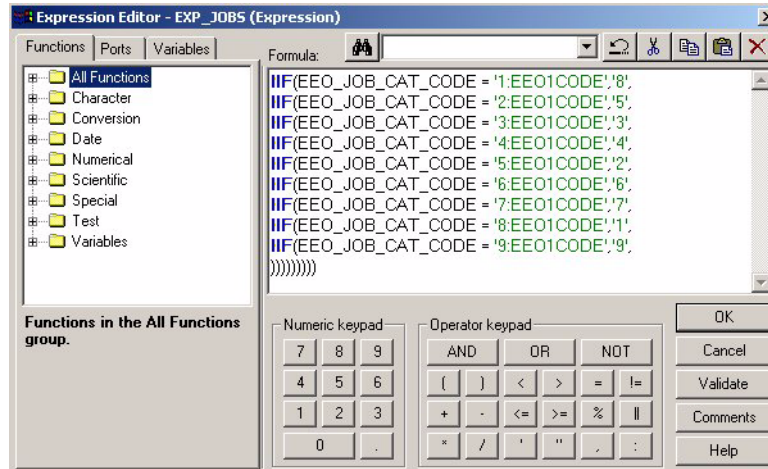 Expression Editor - EXP_JOBS (Expression)
Functions Ports Variables
Formula:
All Functions
Character
Conversion
Date
Numerical
Scientific
Special
Test
Variables
IIF(EEO_JOB_CAT_CODE = '1:EEO1CODE','8',
IIF(EEO_JOB_CAT_CODE = '2:EEO1CODE','5',
IIF(EEO_JOB_CAT_CODE = '3:EEO1CODE','3',
IIF(EEO_JOB_CAT_CODE = '4:EEO1CODE','4',
IIF(EEO_JOB_CAT_CODE = '5:EEO1CODE','2',
IIF(EEO_JOB_CAT_CODE = '6:EEO1CODE','6',
IIF(EEO_JOB_CAT_CODE = '7:EEO1CODE','7',
IIF(EEO_JOB_CAT_CODE = '8:EEO1CODE','1',
IIF(EEO_JOB_CAT_CODE = '9:EEO1CODE','9',
)))))))))
Functions in the All Functions
group.
Numeric keypad
7 8 9
4 5 6
1 2 3
0 .
Operator keypad
AND OR NOT
( ) < > = !=
+ - <= >= % ||
* / ' " , :
OK
Cancel
Validate
Comments
Help